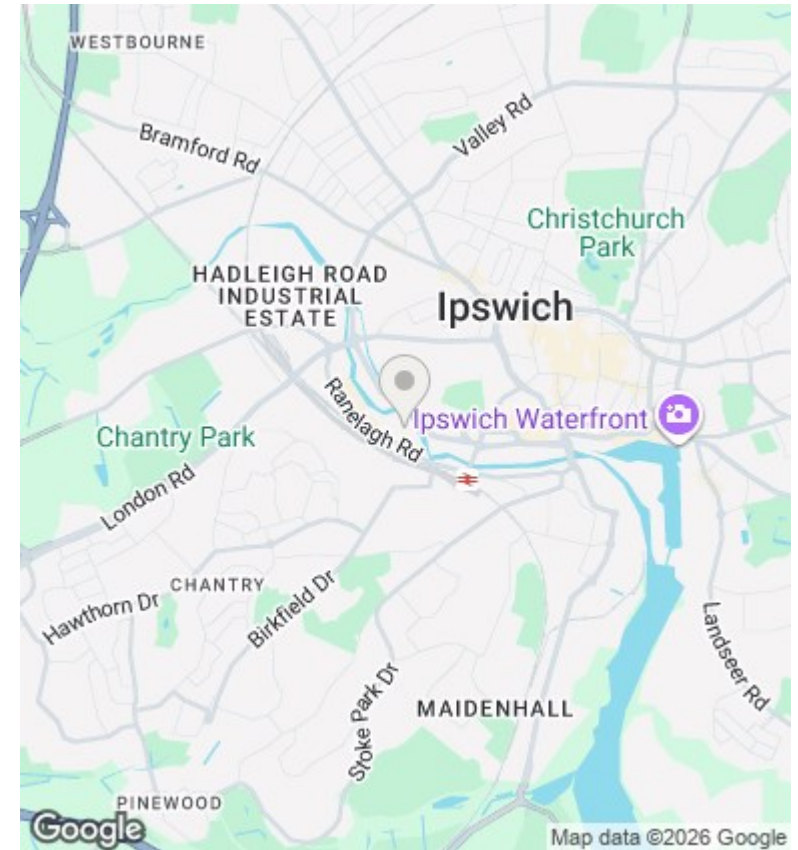 WESTBOURNE
Bramford Rd
Valley Rd
Christchurch
Park
HADLEIGH ROAD
INDUSTRIAL
ESTATE
Ipswich
Ranelagh Rd
Ipswich Waterfront
Chantry Park
London Rd
CHANTRY
Hawthorn Dr
Birkfield Dr
Landseer Rd
Stoke Park Dr
MAIDENHALL
PINEWOOD
Google
Map data ©2026 Google